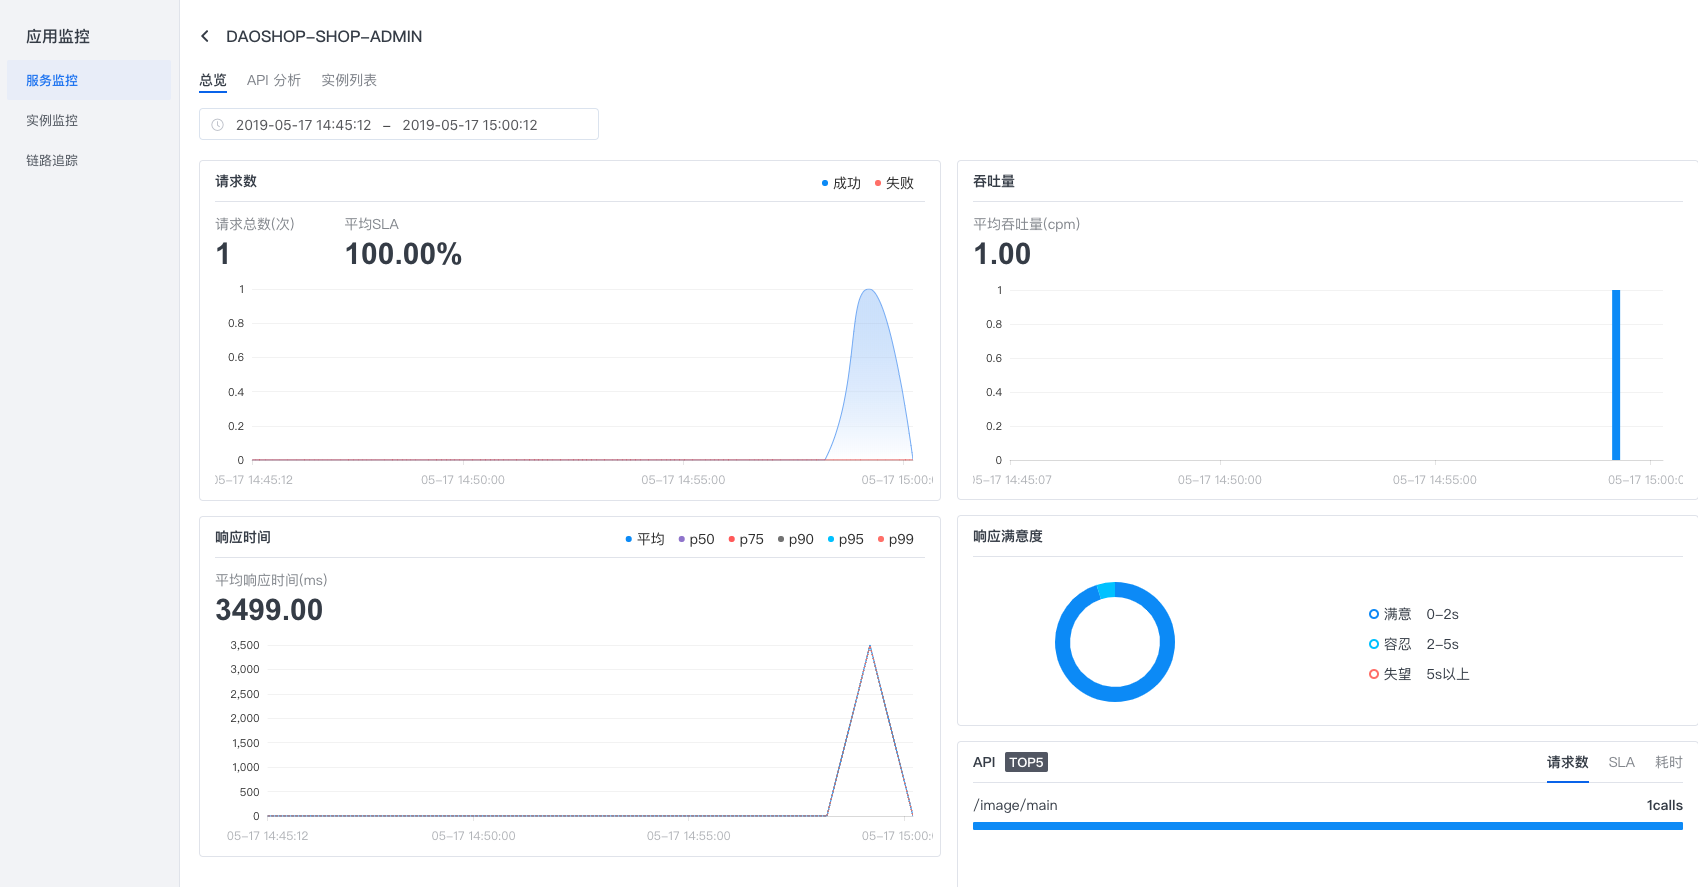 应用监控
服务监控
实例监控
链路追踪
DAOSHOP-SHOP-ADMIN
总览 API 分析 实例列表
2019-05-17 14:45:12 – 2019-05-17 15:00:12
请求数
成功 失败
请求总数(次) 平均SLA
1 100.00%
1
0.8
0.6
0.4
0.2
0
05-17 14:45:12 05-17 14:50:00 05-17 14:55:00 05-17 15:00:
吞吐量
平均吞吐量(cpm)
1.00
1
0.8
0.6
0.4
0.2
0
05-17 14:45:07 05-17 14:50:00 05-17 14:55:00 05-17 15:00:0
响应时间
平均 p50 p75 p90 p95 p99
平均响应时间(ms)
3499.00
3,500
3,000
2,500
2,000
1,500
1,000
500
0
05-17 14:45:12 05-17 14:50:00 05-17 14:55:00 05-17 15:00:
响应满意度
满意 0-2s
容忍 2-5s
失望 5s以上
API TOP5
请求数 SLA 耗时
/image/main 1calls